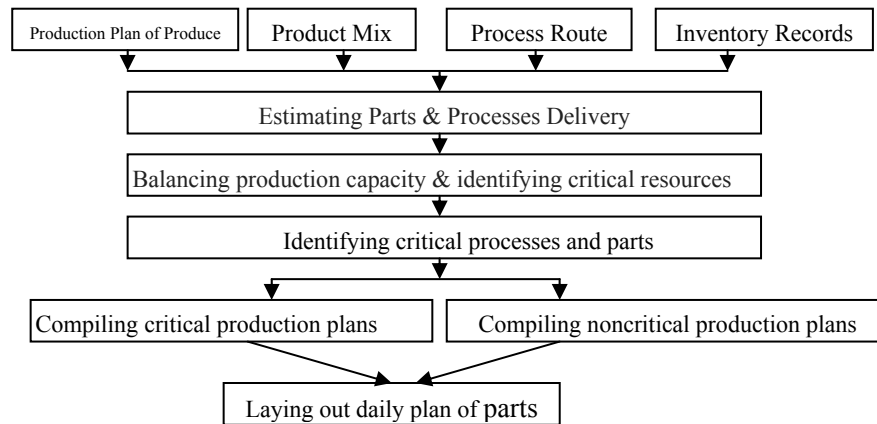 Production Plan of Produce
Product Mix
Process Route
Inventory Records
Estimating Parts & Processes Delivery
Balancing production capacity & identifying critical resources
Identifying critical processes and parts
Compiling critical production plans
Compiling noncritical production plans
Laying out daily plan of parts